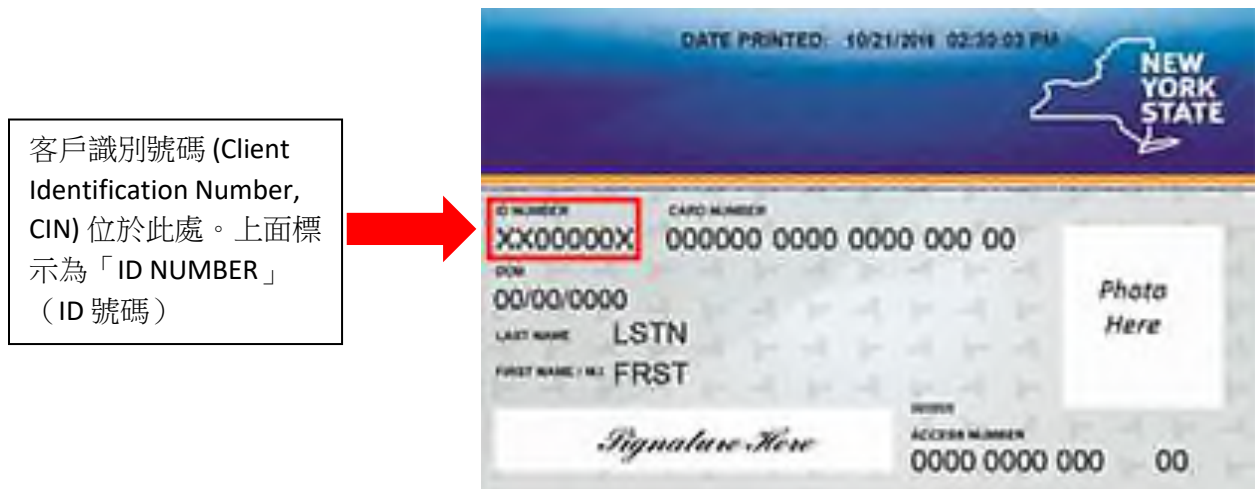 客戶識別號碼 (Client
Identification Number,
CIN) 位於此處。上面標
示為「ID NUMBER」
（ID 號碼）
DATE PRINTED: 10/21/2016 02:30:03 PM
NEW
YORK
STATE
ID NUMBER
XX00000X
CARD NUMBER
000000 0000 0000 000 00
00/00/0000
LAST NAME LSTN
FIRST NAME / M.I. FRST
Photo
Here
Signature Here
ACCESS NUMBER
0000 0000 000 00